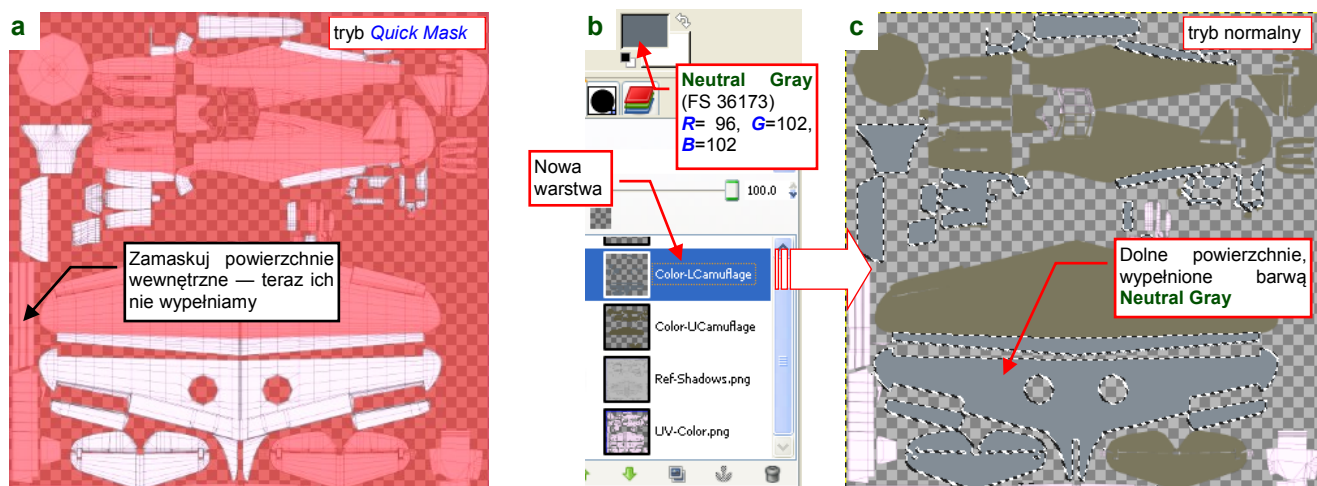 a
tryb Quick Mask
Zamaskuj powierzchnie
wewnętrzne — teraz ich
nie wypełniamy
b
Neutral Gray
(FS 36173)
R= 96, G=102,
B=102
Nowa
warstwa
100.0
Color-LCamuflage
Color-UCamuflage
Ref-Shadows.png
UV-Color.png
c
tryb normalny
Dolne powierzchnie,
wypełnione barwą
Neutral Gray